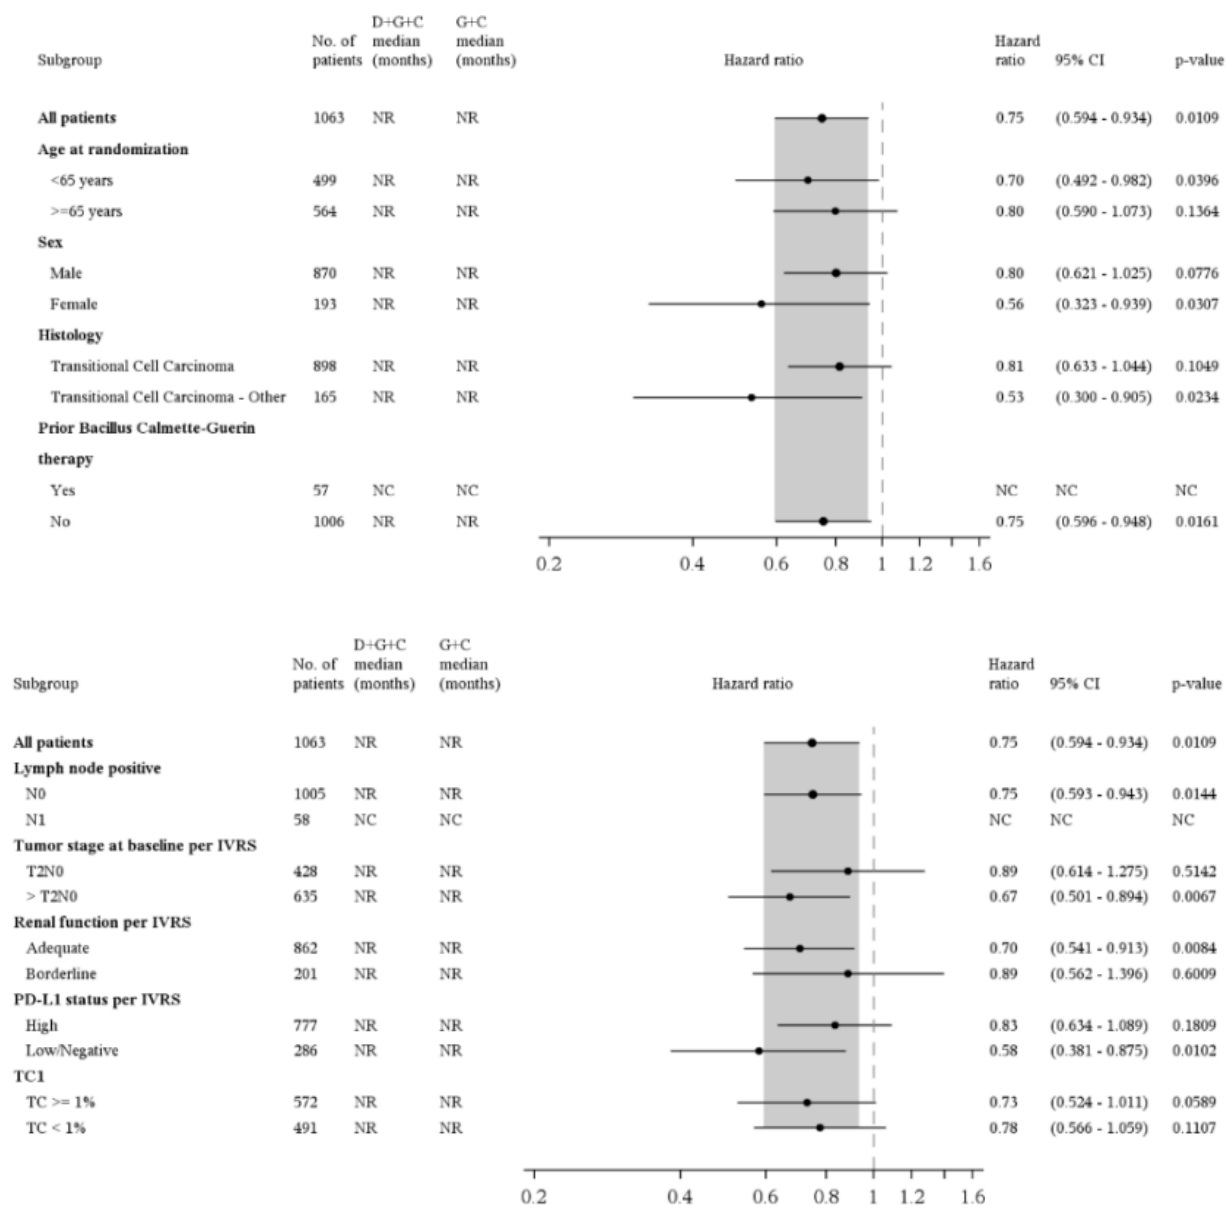 D+G+C G+C
No. of median median Hazard
Subgroup patients (months) (months) Hazard ratio ratio 95% CI p-value
All patients 1063 NR NR 0.75 (0.594 - 0.934) 0.0109
Age at randomization
<65 years 499 NR NR 0.70 (0.492 - 0.982) 0.0396
>=65 years 564 NR NR 0.80 (0.590 - 1.073) 0.1364
Sex
Male 870 NR NR 0.80 (0.621 - 1.025) 0.0776
Female 193 NR NR 0.56 (0.323 - 0.939) 0.0307
Histology
Transitional Cell Carcinoma 898 NR NR 0.81 (0.633 - 1.044) 0.1049
Transitional Cell Carcinoma - Other 165 NR NR 0.53 (0.300 - 0.905) 0.0234
Prior Bacillus Calmette-Guerin
therapy
Yes 57 NC NC NC NC NC
No 1006 NR NR 0.75 (0.596 - 0.948) 0.0161
0.2 0.4 0.6 0.8 1 1.2 1.6
D+G+C G+C
No. of median median Hazard
Subgroup patients (months) (months) Hazard ratio ratio 95% CI p-value
All patients 1063 NR NR 0.75 (0.594 - 0.934) 0.0109
Lymph node positive
N0 1005 NR NR 0.75 (0.593 - 0.943) 0.0144
N1 58 NC NC NC NC NC
Tumor stage at baseline per IVRS
T2N0 428 NR NR 0.89 (0.614 - 1.275) 0.5142
> T2N0 635 NR NR 0.67 (0.501 - 0.894) 0.0067
Renal function per IVRS
Adequate 862 NR NR 0.70 (0.541 - 0.913) 0.0084
Borderline 201 NR NR 0.89 (0.562 - 1.396) 0.6009
PD-L1 status per IVRS
High 777 NR NR 0.83 (0.634 - 1.089) 0.1809
Low/Negative 286 NR NR 0.58 (0.381 - 0.875) 0.0102
TC1
TC >= 1% 572 NR NR 0.73 (0.524 - 1.011) 0.0589
TC < 1% 491 NR NR 0.78 (0.566 - 1.059) 0.1107
0.2 0.4 0.6 0.8 1 1.2 1.6